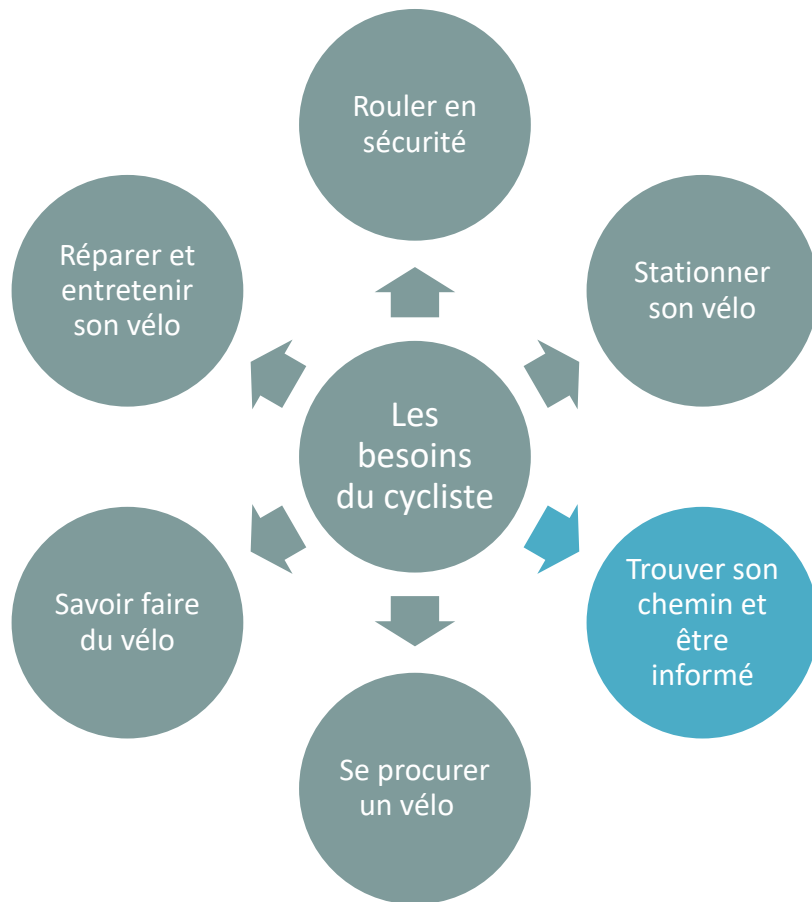 Rouler en
sécurité
Stationner
son vélo
Trouver son
chemin et
être
informé
Se procurer
un vélo
Savoir faire
du vélo
Réparer et
entretenir
son vélo
Les
besoins
du cycliste